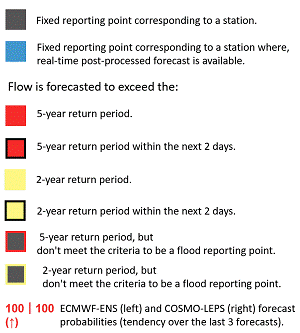 Fixed reporting point corresponding to a station.
Fixed reporting point corresponding to a station where,
real-time post-processed forecast is available.
Flow is forecasted to exceed the:
5-year return period.
5-year return period within the next 2 days.
2-year return period.
2-year return period within the next 2 days.
5-year return period, but
don't meet the criteria to be a flood reporting point.
2-year return period, but
don't meet the criteria to be a flood reporting point.
100 | 100 ECMWF-ENS (left) and COSMO-LEPS (right) forecast
(↑) probabilities (tendency over the last 3 forecasts).